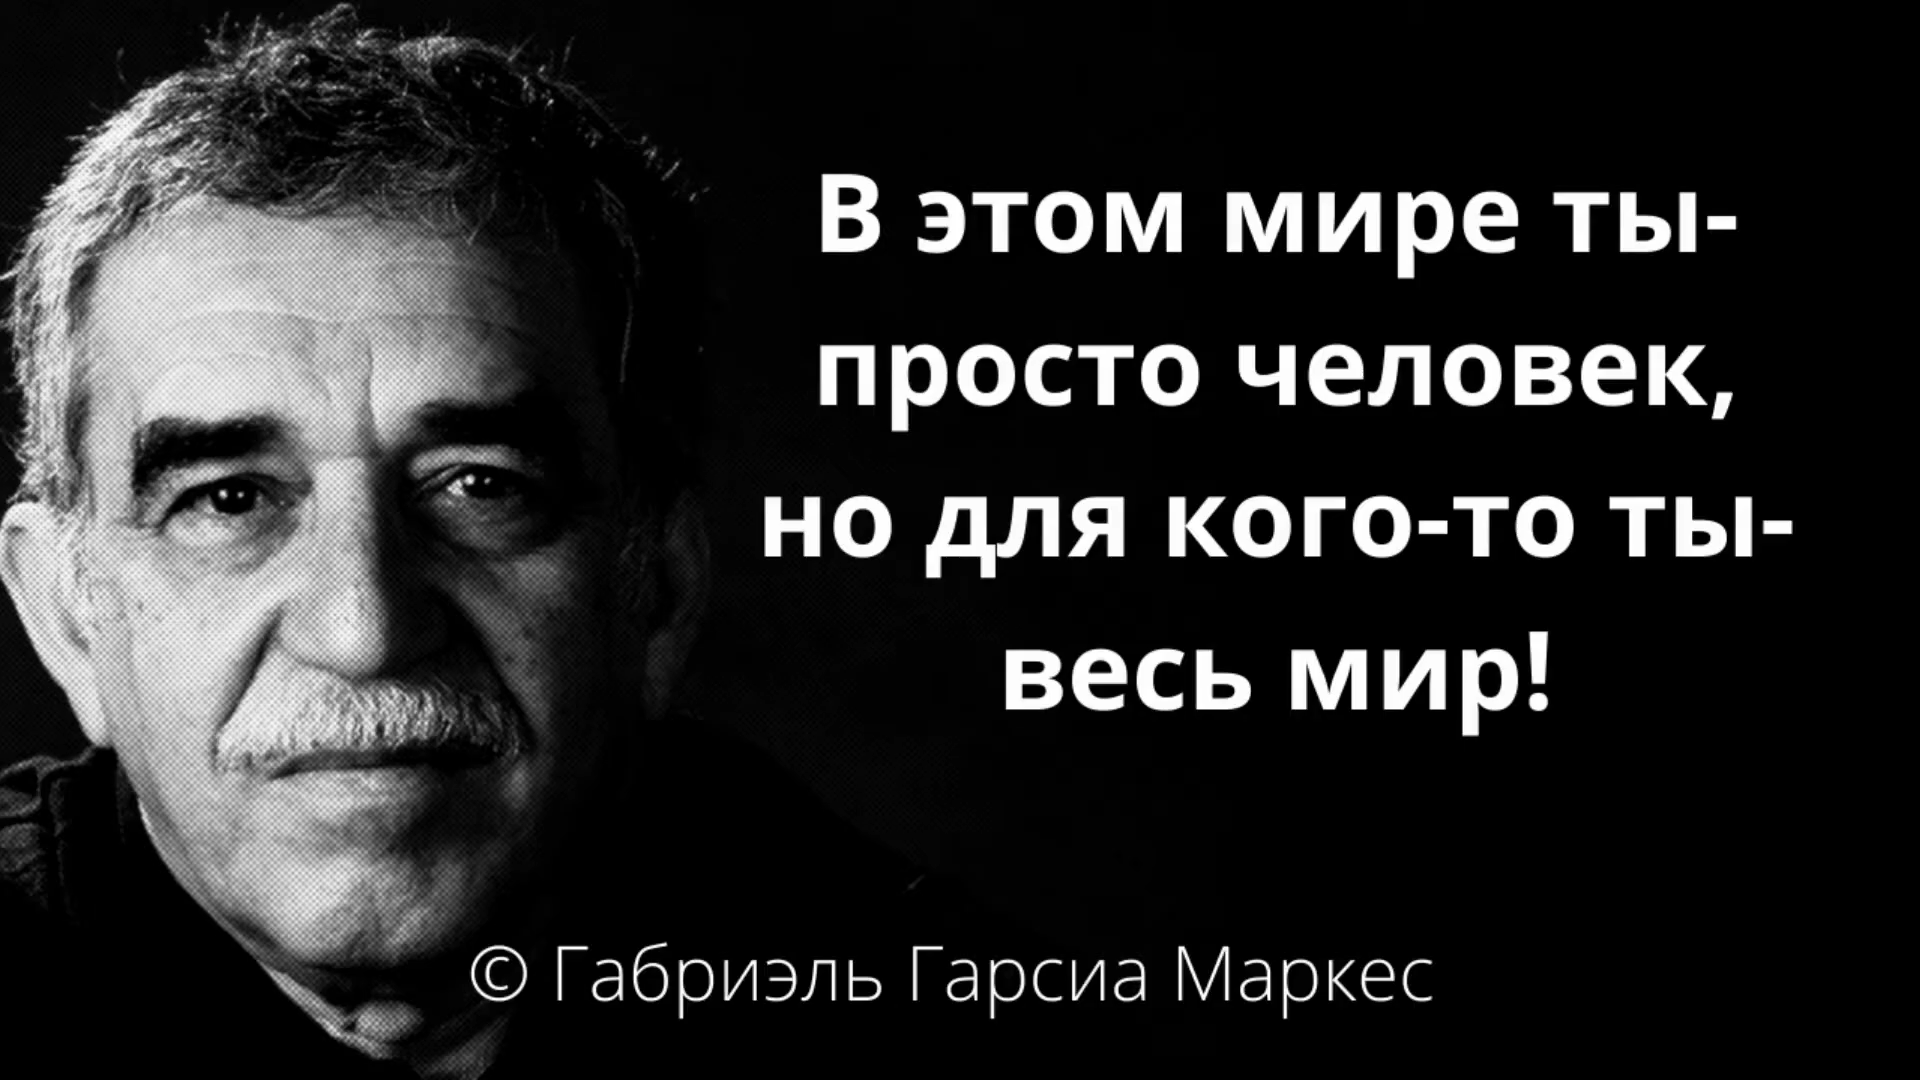 В этом мире ты-
просто человек,
но для кого-то ты-
весь мир!
© Габриэль Гарсиа Маркес